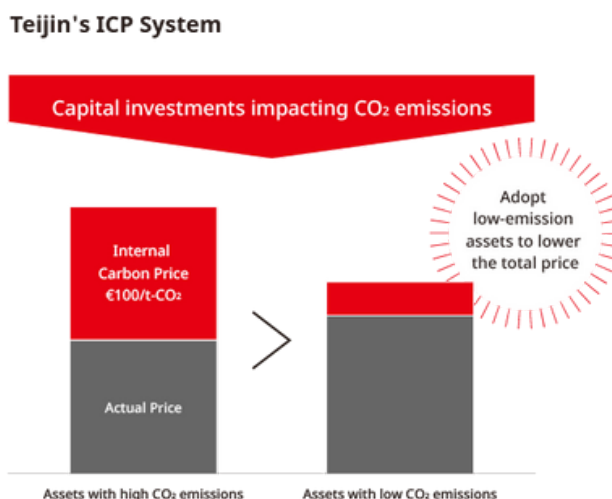 Teijin's ICP System
Capital investments impacting CO₂ emissions
Adopt
low-emission
assets to lower
the total price
Internal
Carbon Price
€100/t-CO₂
Actual Price
Assets with high CO₂ emissions
Assets with low CO₂ emissions